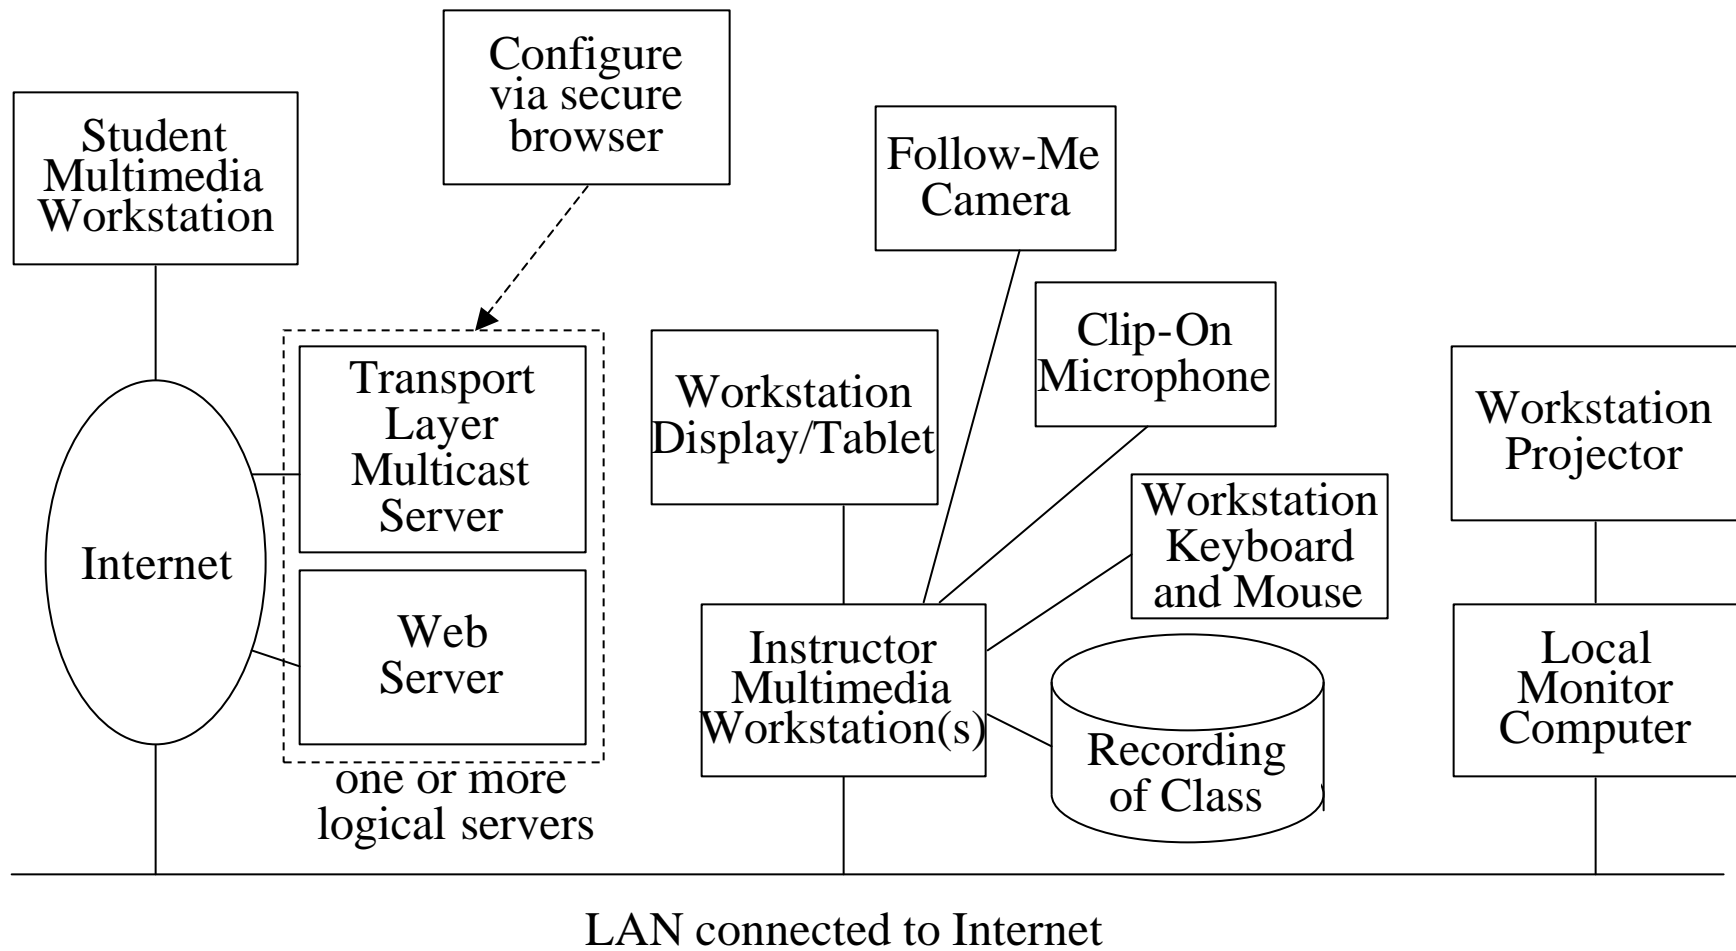 Configure
via secure
browser
Student
Multimedia
Workstation
Follow-Me
Camera
Clip-On
Microphone
Transport
Layer
Multicast
Server
Workstation
Display/Tablet
Workstation
Projector
Workstation
Keyboard
and Mouse
Internet
Web
Server
Instructor
Multimedia
Workstation(s)
Local
Monitor
Computer
Recording
of Class
one or more
logical servers
LAN connected to Internet